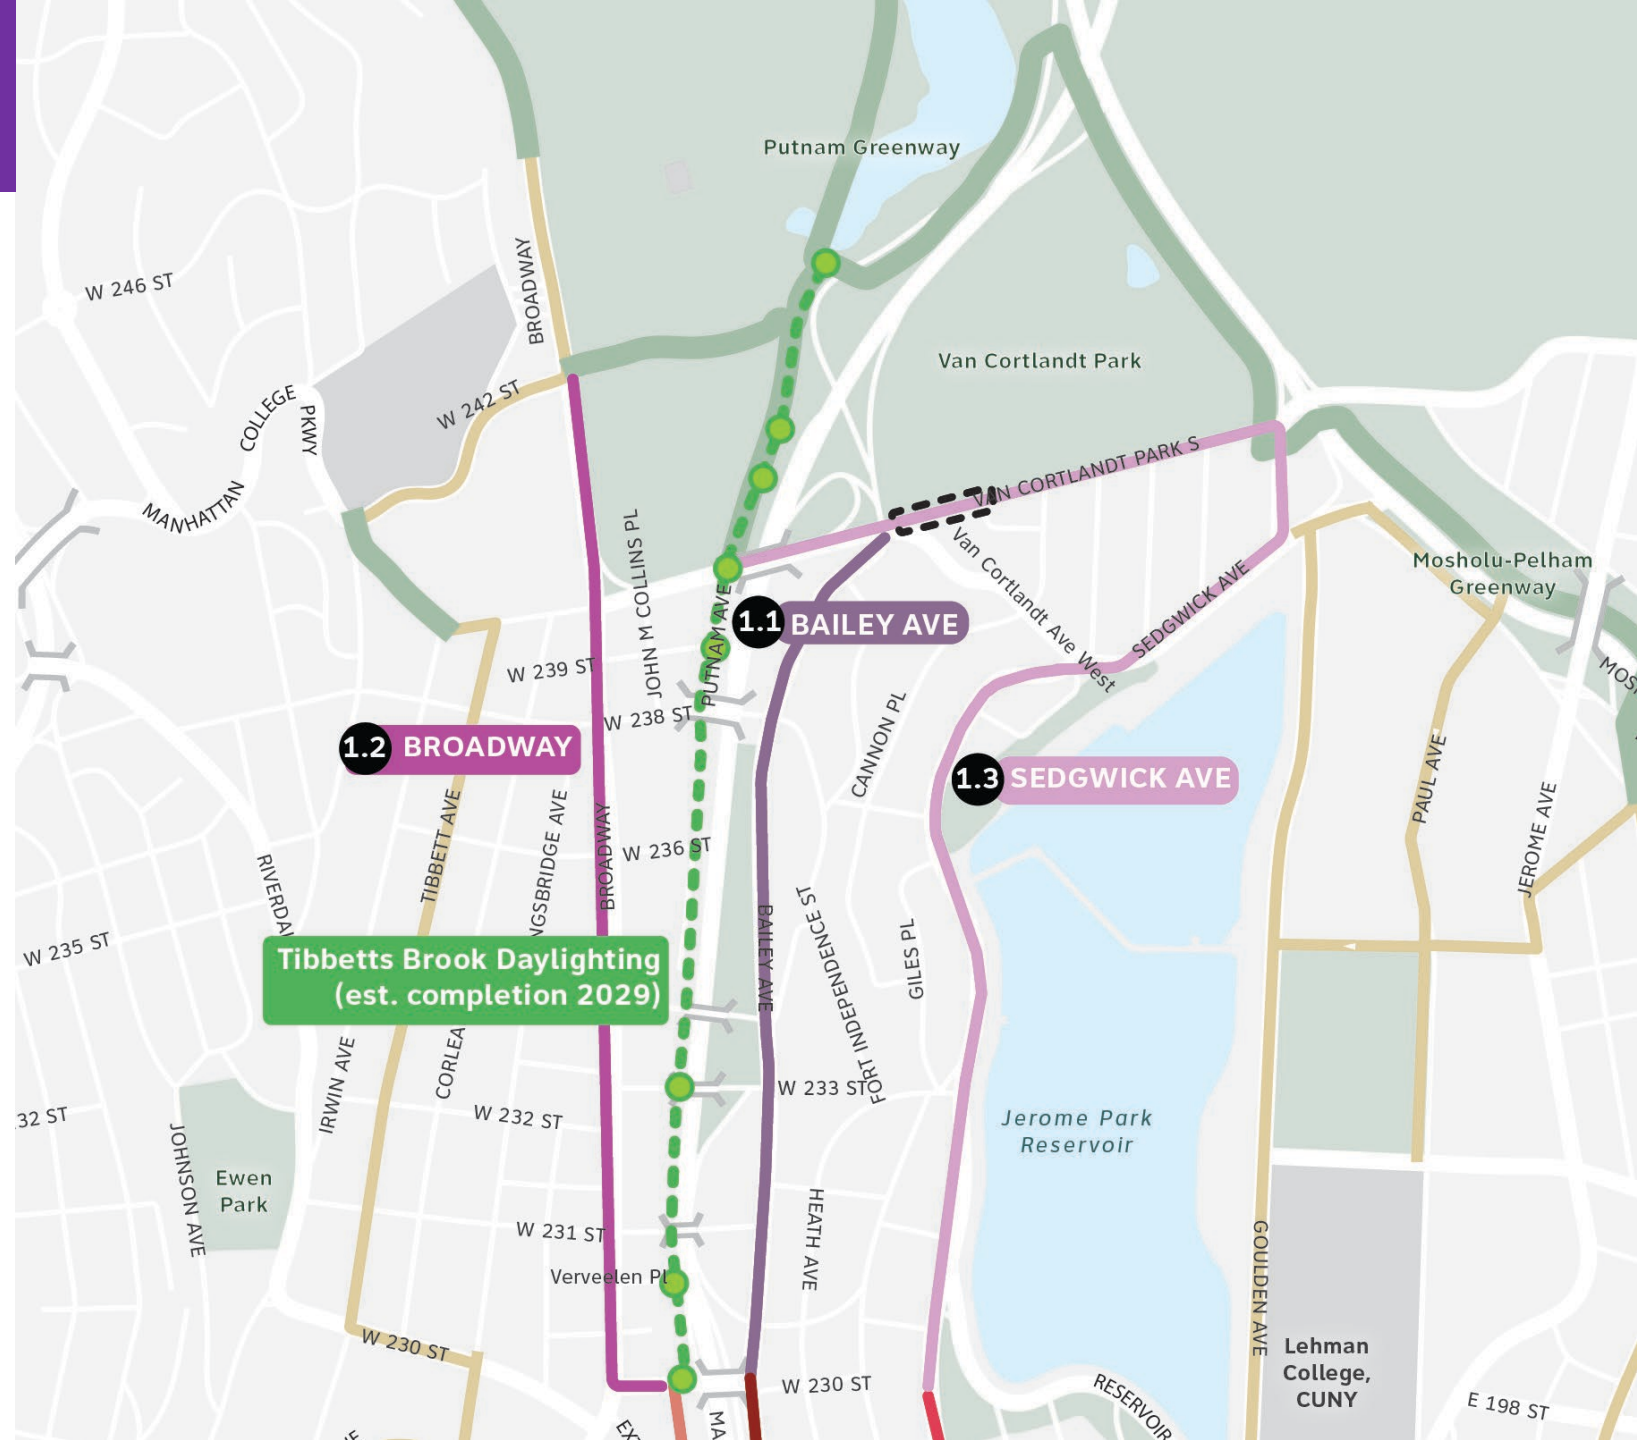 Putnam Greenway
BROADWAY
W 246 ST
Van Cortlandt Park
W 242 ST
COLLEGE
PKWY
MANHATTAN
VAN CORTLANDT PARK S
Van Cortlandt Ave West
SEDGWICK AVE
Mosholu-Pelham
Greenway
JOHN M COLLINS PL
PUTNAM AVE
1.1 BAILEY AVE
W 239 ST
W 238 ST
CANNON PL
1.2 BROADWAY
1.3 SEDGWICK AVE
PAUL AVE
JEROME AVE
TIBBETT AVE
NGSBRIDGE AVE
BROADWAY
W 236 ST
RIVERDA
BAILEY AVE
FORT INDEPENDENCE ST
GILES PL
W 235 ST
Tibbetts Brook Daylighting
(est. completion 2029)
IRWIN AVE
CORLEA
W 233 ST
32 ST
W 232 ST
Jerome Park
Reservoir
JOHNSON AVE
Ewen
Park
W 231 ST
HEATH AVE
Verveelen Pl
GOULDEN AVE
W 230 ST
W 230 ST
Lehman
College,
CUNY
RESERVOIR
E 198 ST
EX
MA